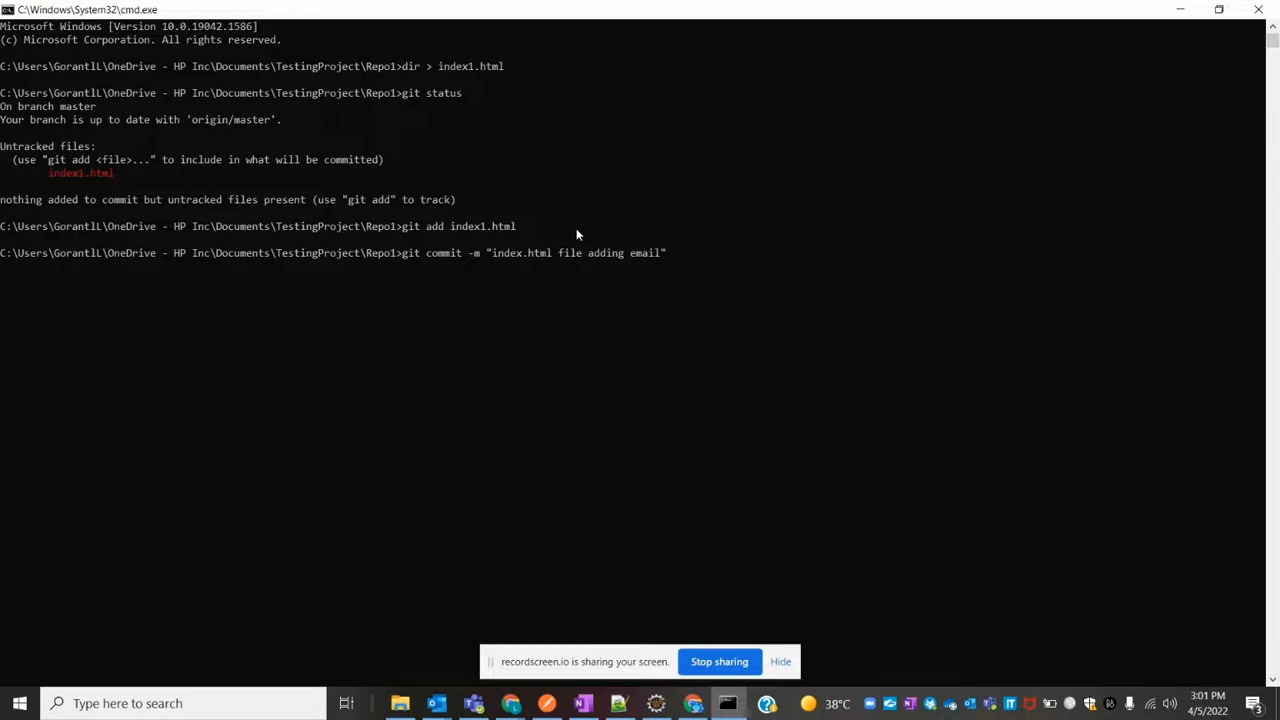 C:\Windows\System32\cmd.exe
Microsoft Windows [Version 10.0.19042.1586]
(c) Microsoft Corporation. All rights reserved.
C:\Users\GorantlL\OneDrive - HP Inc\Documents\TestingProject\Repo1>dir > index1.html
C:\Users\GorantlL\OneDrive - HP Inc\Documents\TestingProject\Repo1>git status
On branch master
Your branch is up to date with 'origin/master'.
Untracked files:
  (use "git add <file>..." to include in what will be committed)
        index1.html
nothing added to commit but untracked files present (use "git add" to track)
C:\Users\GorantlL\OneDrive - HP Inc\Documents\TestingProject\Repo1>git add index1.html
C:\Users\GorantlL\OneDrive - HP Inc\Documents\TestingProject\Repo1>git commit -m "index.html file adding email"
recordscreen.io is sharing your screen. Stop sharing Hide
Type here to search
38°C
3:01 PM
4/5/2022
3